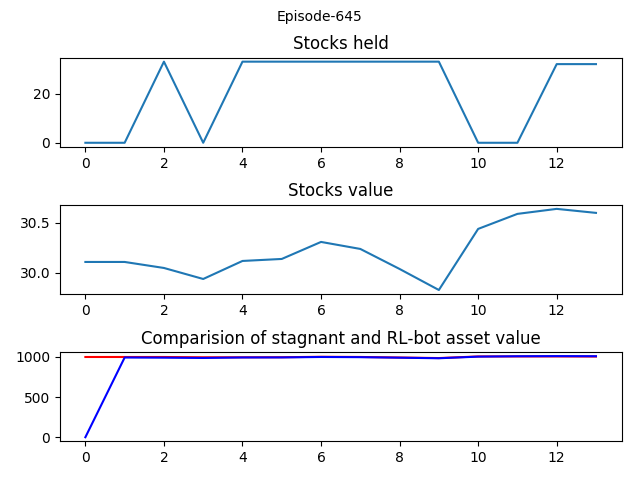 Episode-645
Stocks held
20
0
0 2 4 6 8 10 12
Stocks value
30.5
30.0
0 2 4 6 8 10 12
Comparision of stagnant and RL-bot asset value
1000
500
0
0 2 4 6 8 10 12